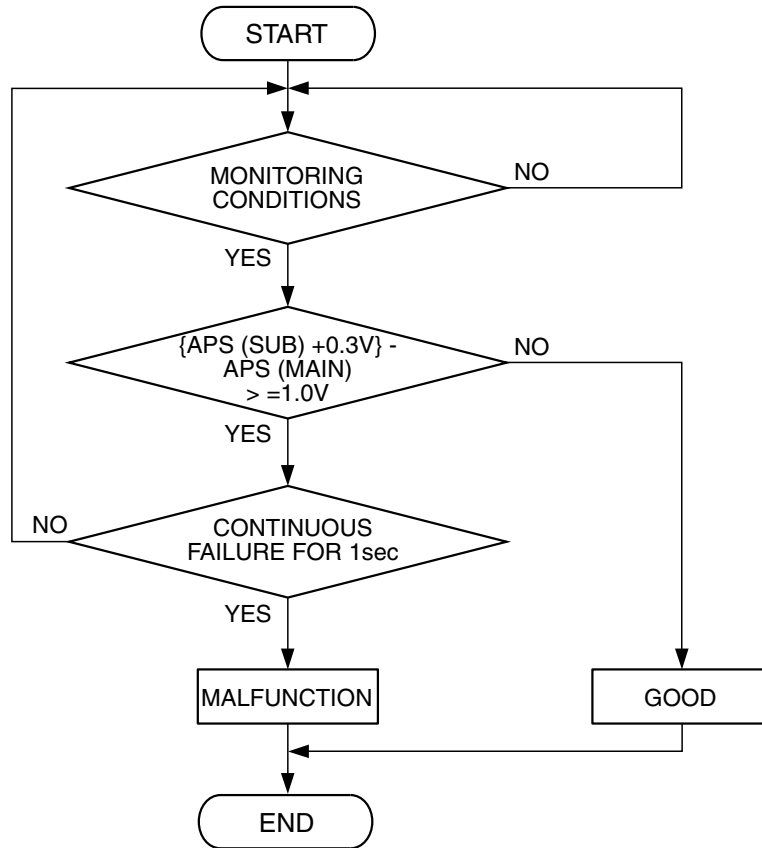 START
MONITORING
CONDITIONS
NO
YES
{APS (SUB) +0.3V} -
APS (MAIN)
> =1.0V
NO
YES
NO
CONTINUOUS
FAILURE FOR 1sec
YES
MALFUNCTION
GOOD
END